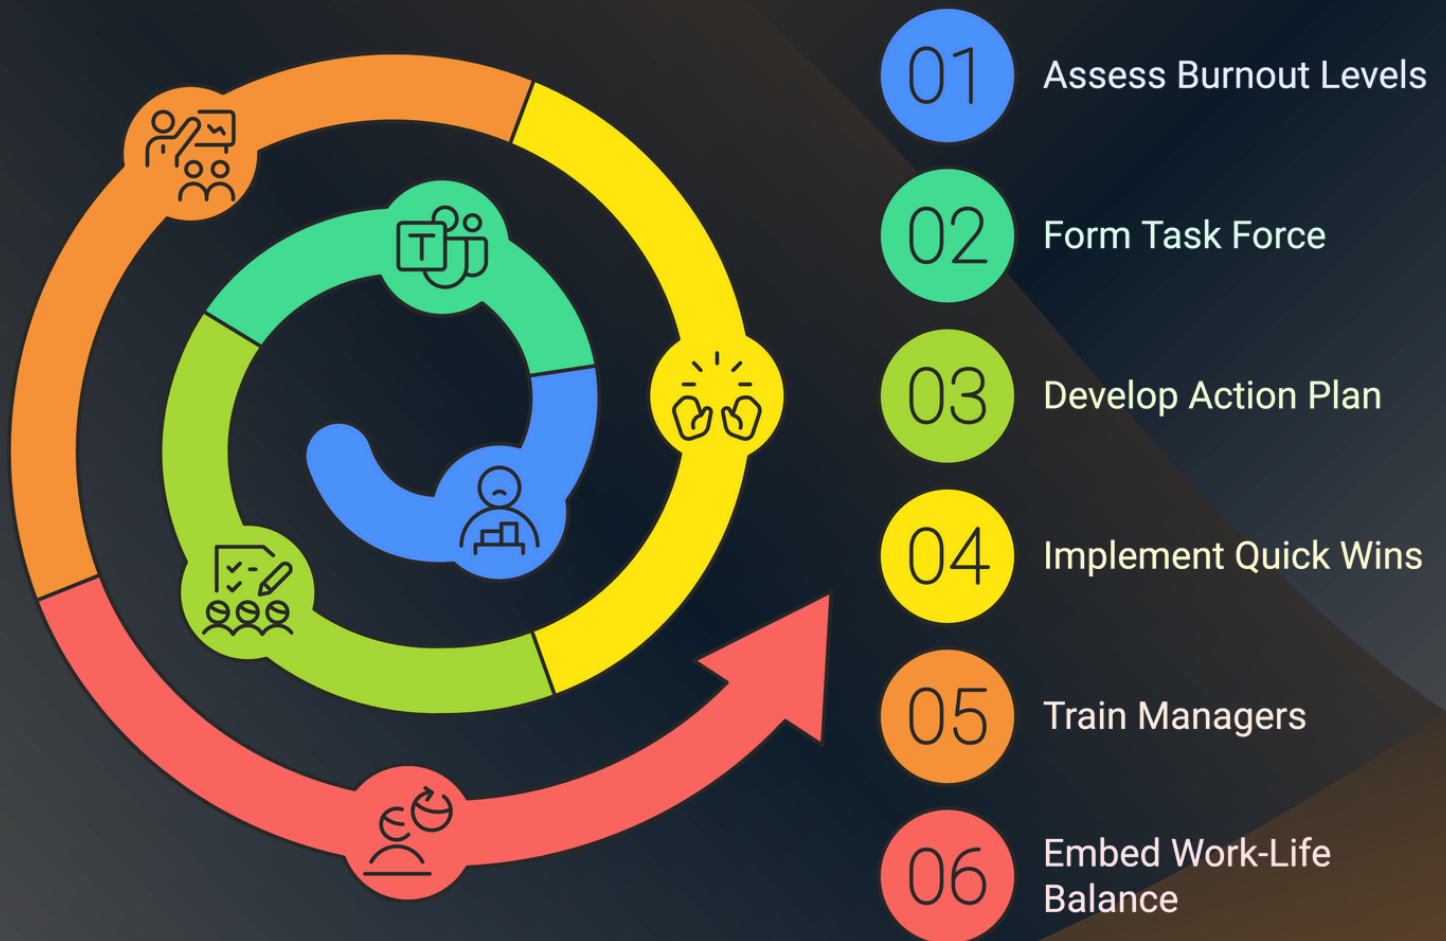 01
Assess Burnout Levels
02
Form Task Force
03
Develop Action Plan
04
Implement Quick Wins
05
Train Managers
06
Embed Work-Life
Balance
T